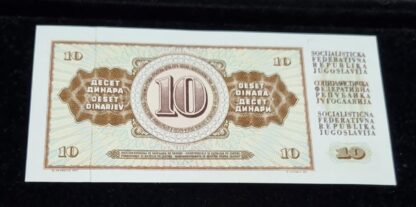 10
10
SOCIJALISTIČKA
FEDERATIVNA
REPUBLIKA
JUGOSLAVIJA
ДЕСЕТ
ДИНАРА
DESET
DINARJEV
10
DESET
DINARA
ДЕСЕТ
ДИНАРИ
СОЦИЈАЛИСТИЧКА
ФЕДЕРАТИВНА
РЕПУБЛИКА
ЈУГОСЛАВИЈА
SOCIALISTIČNA
FEDERATIVNA
REPUBLIKA
JUGOSLAVIJA
10
10
10